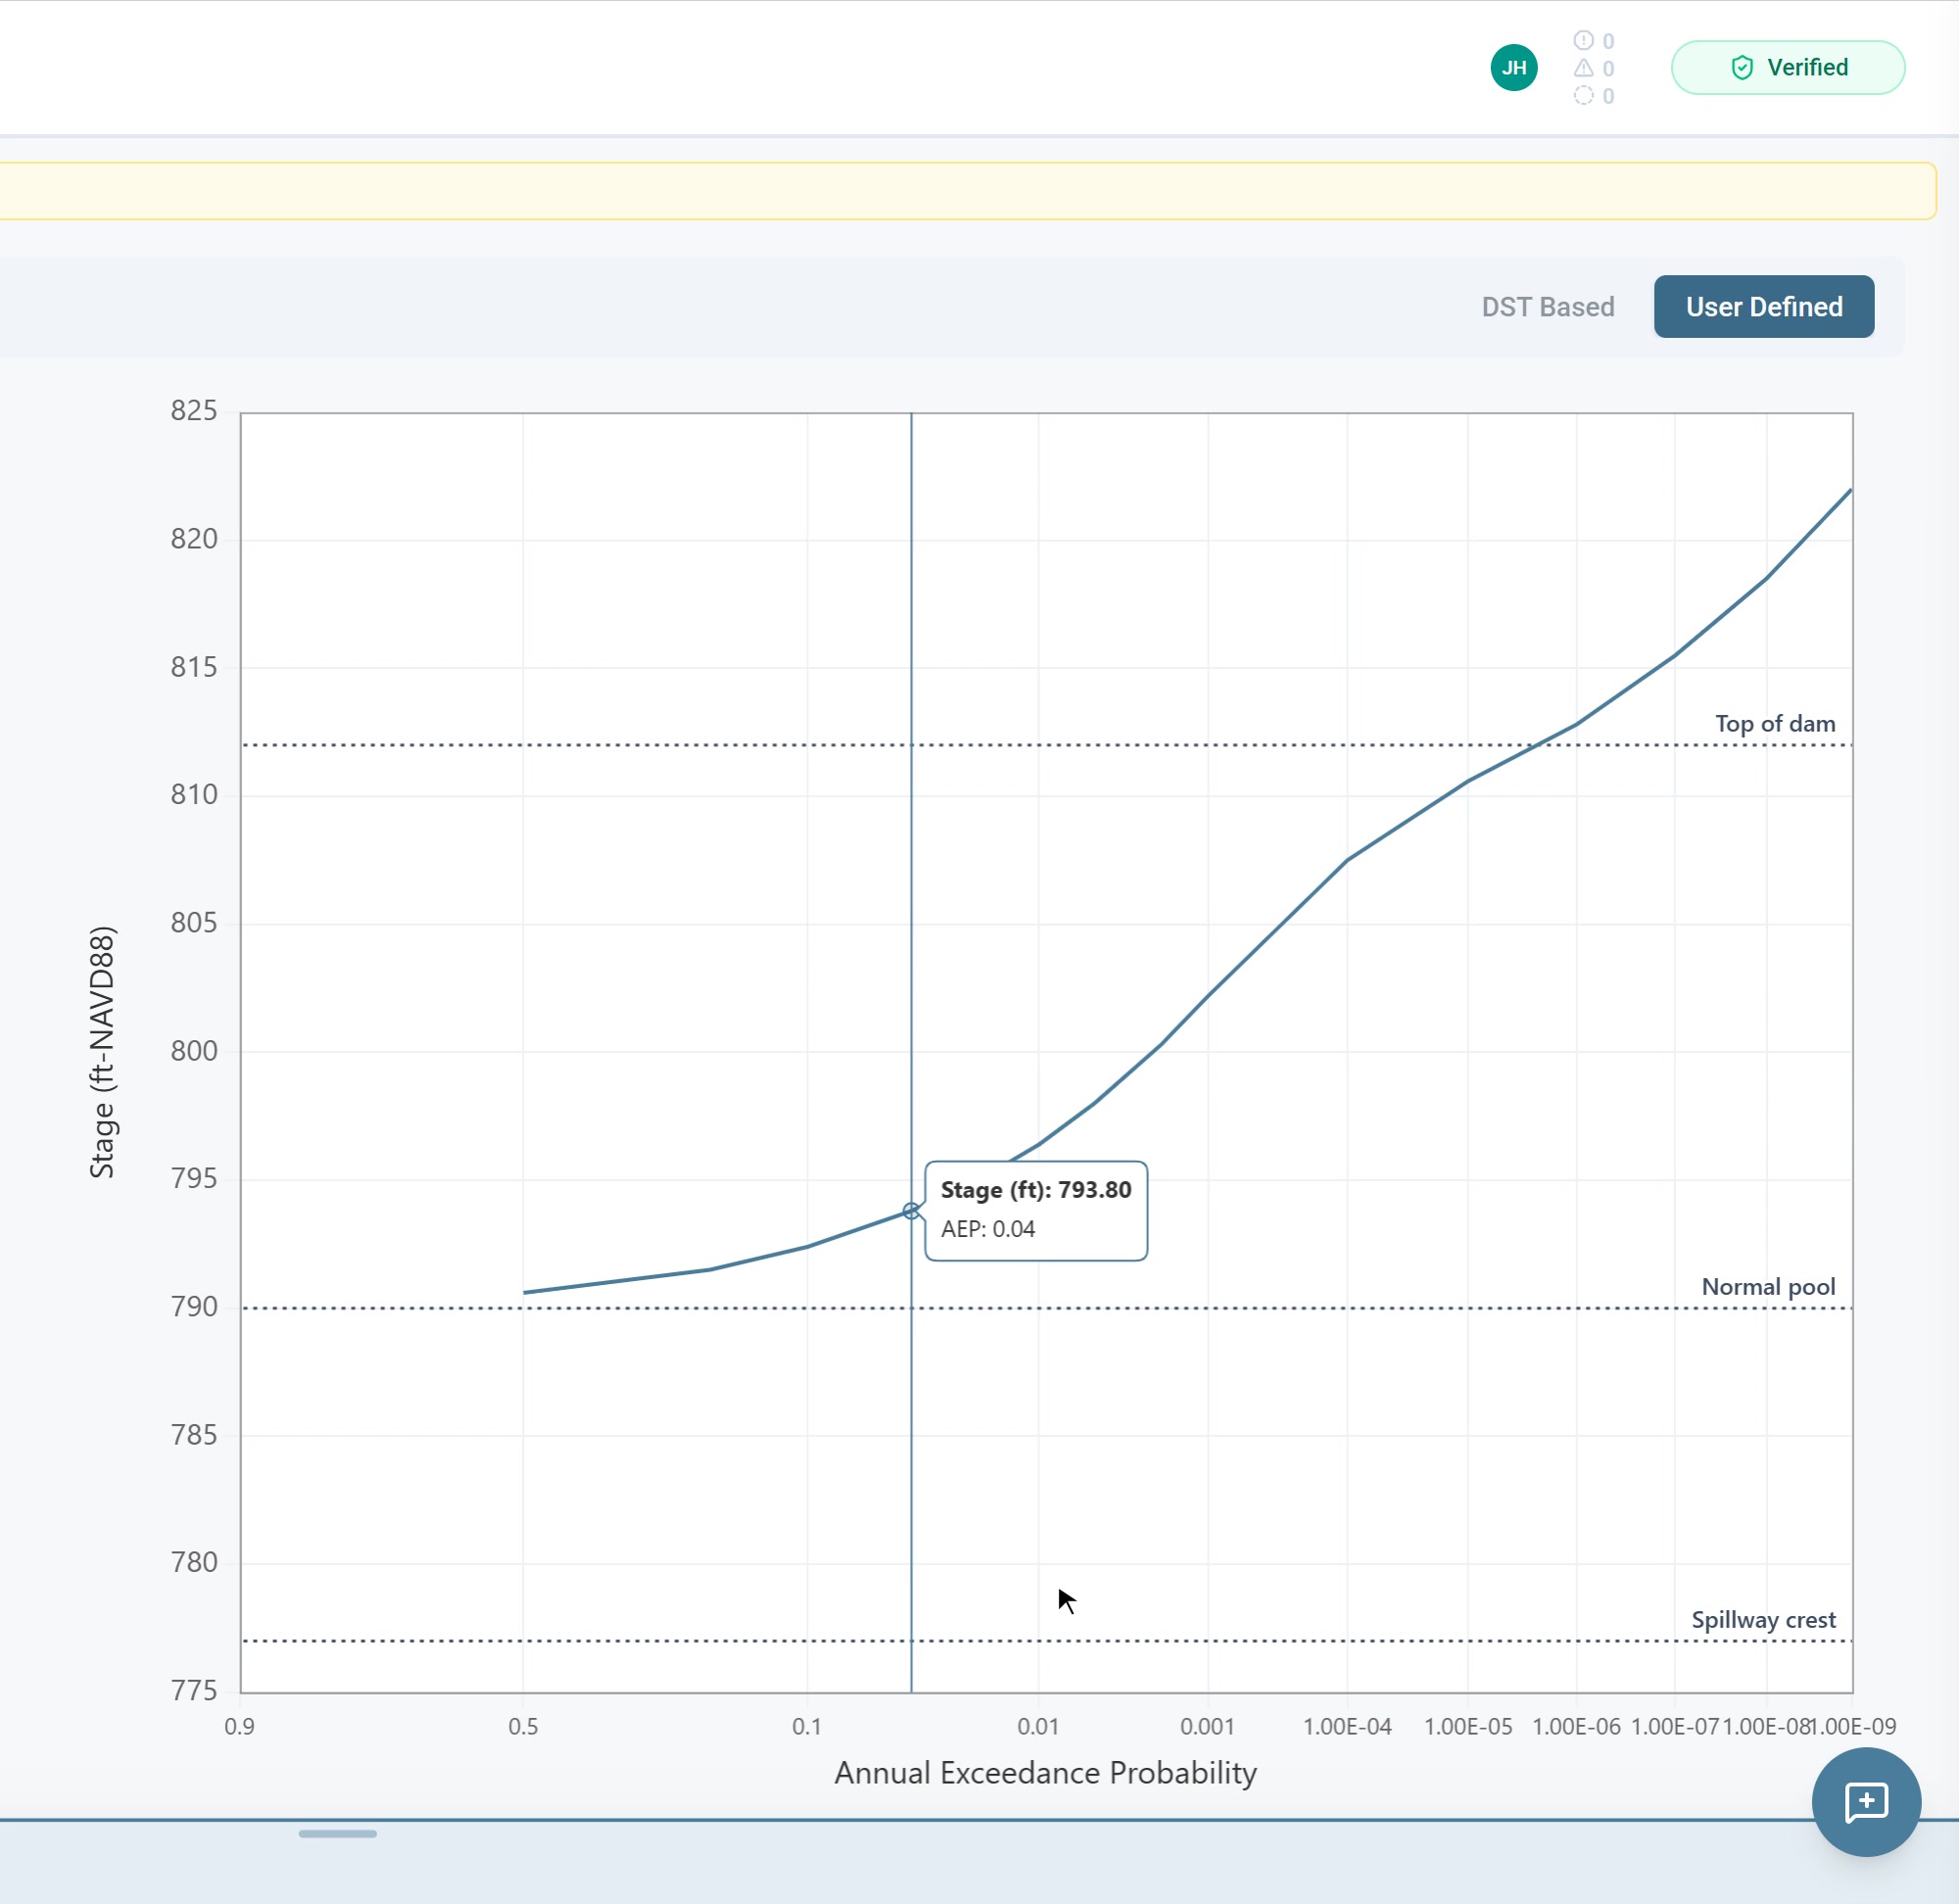 JH
0
0
0
Verified
DST Based
User Defined
825
820
815
Top of dam
810
805
Stage (ft-NAVD88)
800
795
Stage (ft): 793.80
AEP: 0.04
Normal pool
790
785
780
Spillway crest
775
0.9 0.5 0.1 0.01 0.001 1.00E-04 1.00E-05 1.00E-06 1.00E-07 1.00E-08 1.00E-09
Annual Exceedance Probability